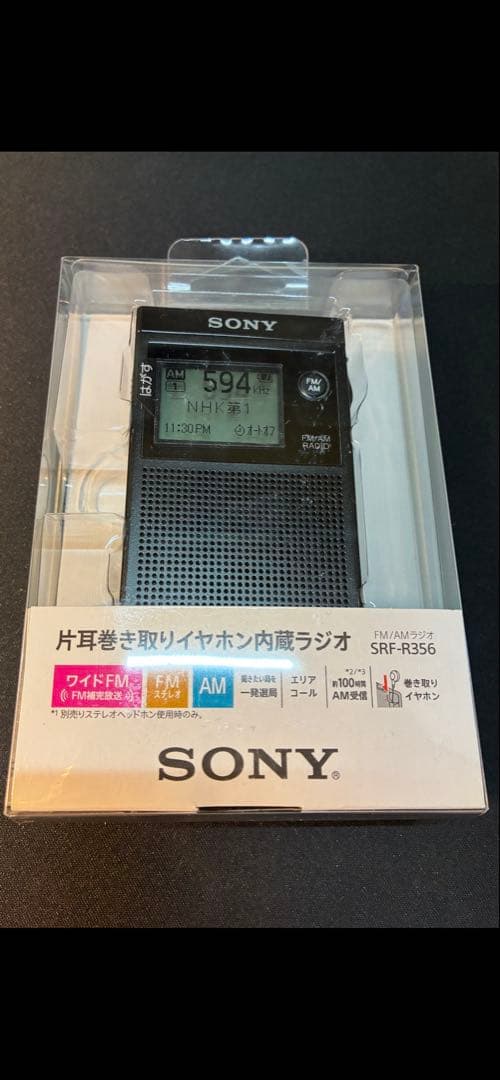 SONY
はがす
AM
1
594 kHz
NHK第1
11:30PM オートオフ
FM/
AM
FM/AM
RADIO
片耳巻き取りイヤホン内蔵ラジオ
FM/AMラジオ
SRF-R356
ワイドFM
FM補完放送
FM
ステレオ
AM
聞きたい局を
一発選局
エリア
コール
*2/*3
約100時間
AM受信
巻き取り
イヤホン
*1 別売りステレオヘッドホン使用時のみ。
SONY®